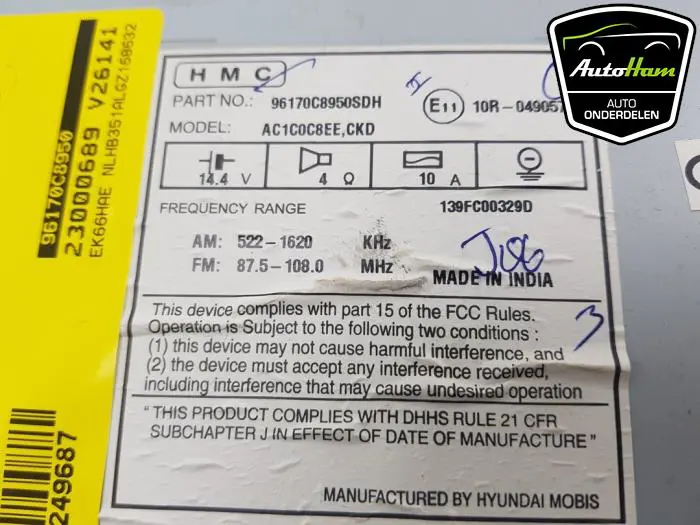 AutoHam
AUTO
ONDERDELEN
96170C8950
23000689 V26141
EK66HAE NLHB351ALGZ158632
249687
HMC
PART NO.: 96170C8950SDH
E11 10R-04905
MODEL: AC1C0C8EE,CKD
14.4 V
4 Ω
10 A
FREQUENCY RANGE 139FC00329D
AM: 522-1620 KHz
FM: 87.5-108.0 MHz
MADE IN INDIA
3
This device complies with part 15 of the FCC Rules.
Operation is Subject to the following two conditions :
(1) this device may not cause harmful interference, and
(2) the device must accept any interference received,
including interference that may cause undesired operation
"THIS PRODUCT COMPLIES WITH DHHS RULE 21 CFR
SUBCHAPTER J IN EFFECT OF DATE OF MANUFACTURE"
MANUFACTURED BY HYUNDAI MOBIS